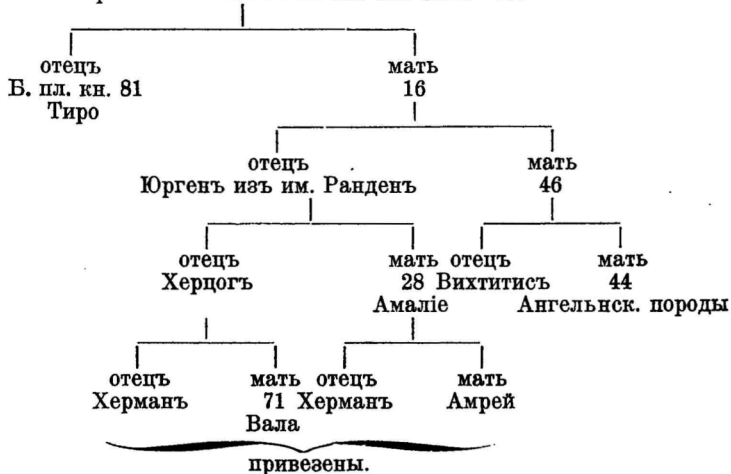 отецъ мать
Б. пл. кн. 81 16
Тиро
отецъ мать
Юргенъ изъ им. Ранденъ 46
отецъ мать отецъ мать
Херцогъ 28 Вихтитисъ 44
Амаліе Ангельнск. породы
отецъ мать отецъ мать
Херманъ 71 Херманъ Амрей
Вала
привезены.